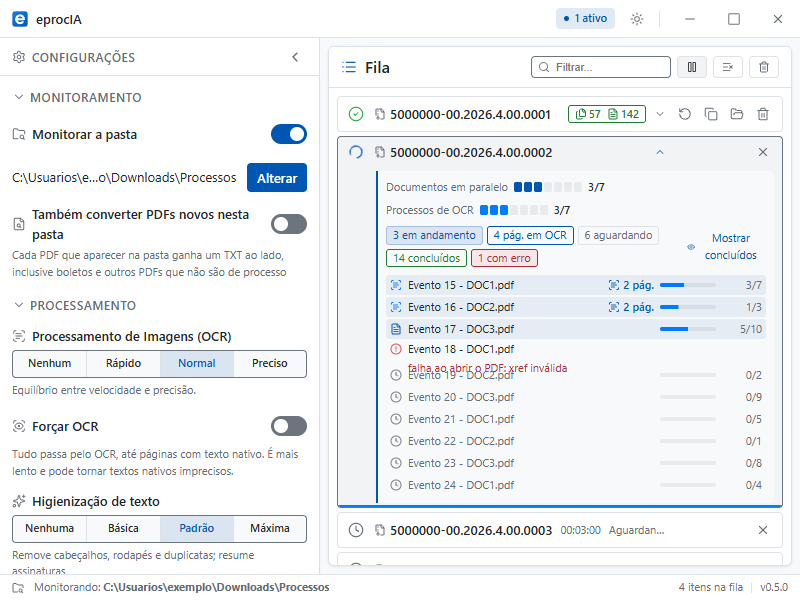 eprocIA
1 ativo
CONFIGURAÇÕES
MONITORAMENTO
Monitorar a pasta
C:\Usuarios\e...o\Downloads\Processos
Alterar
Também converter PDFs novos nesta
pasta
Cada PDF que aparecer na pasta ganha um TXT ao lado,
inclusive boletos e outros PDFs que não são de processo
PROCESSAMENTO
Processamento de Imagens (OCR)
Nenhum Rápido Normal Preciso
Equilíbrio entre velocidade e precisão.
Forçar OCR
Tudo passa pelo OCR, até páginas com texto nativo. É mais
lento e pode tornar textos nativos imprecisos.
Higienização de texto
Nenhuma Básica Padrão Máxima
Remove cabeçalhos, rodapés e duplicatas; resume
assinaturas
Fila
Filtrar...
5000000-00.2026.4.00.0001 57 142
5000000-00.2026.4.00.0002
Documentos em paralelo 3/7
Processos de OCR 3/7
3 em andamento 4 pág. em OCR 6 aguardando
14 concluídos 1 com erro
Mostrar
concluídos
Evento 15 - DOC1.pdf 2 pág. 3/7
Evento 16 - DOC2.pdf 2 pág. 1/3
Evento 17 - DOC3.pdf 5/10
Evento 18 - DOC1.pdf
falha ao abrir o PDF: xref inválida
Evento 19 - DOC2.pdf 0/2
Evento 20 - DOC3.pdf 0/9
Evento 21 - DOC1.pdf 0/5
Evento 22 - DOC2.pdf 0/1
Evento 23 - DOC3.pdf 0/8
Evento 24 - DOC1.pdf 0/4
5000000-00.2026.4.00.0003 00:03:00 Aguardan...
Monitorando: C:\Usuarios\exemplo\Downloads\Processos
4 itens na fila v0.5.0